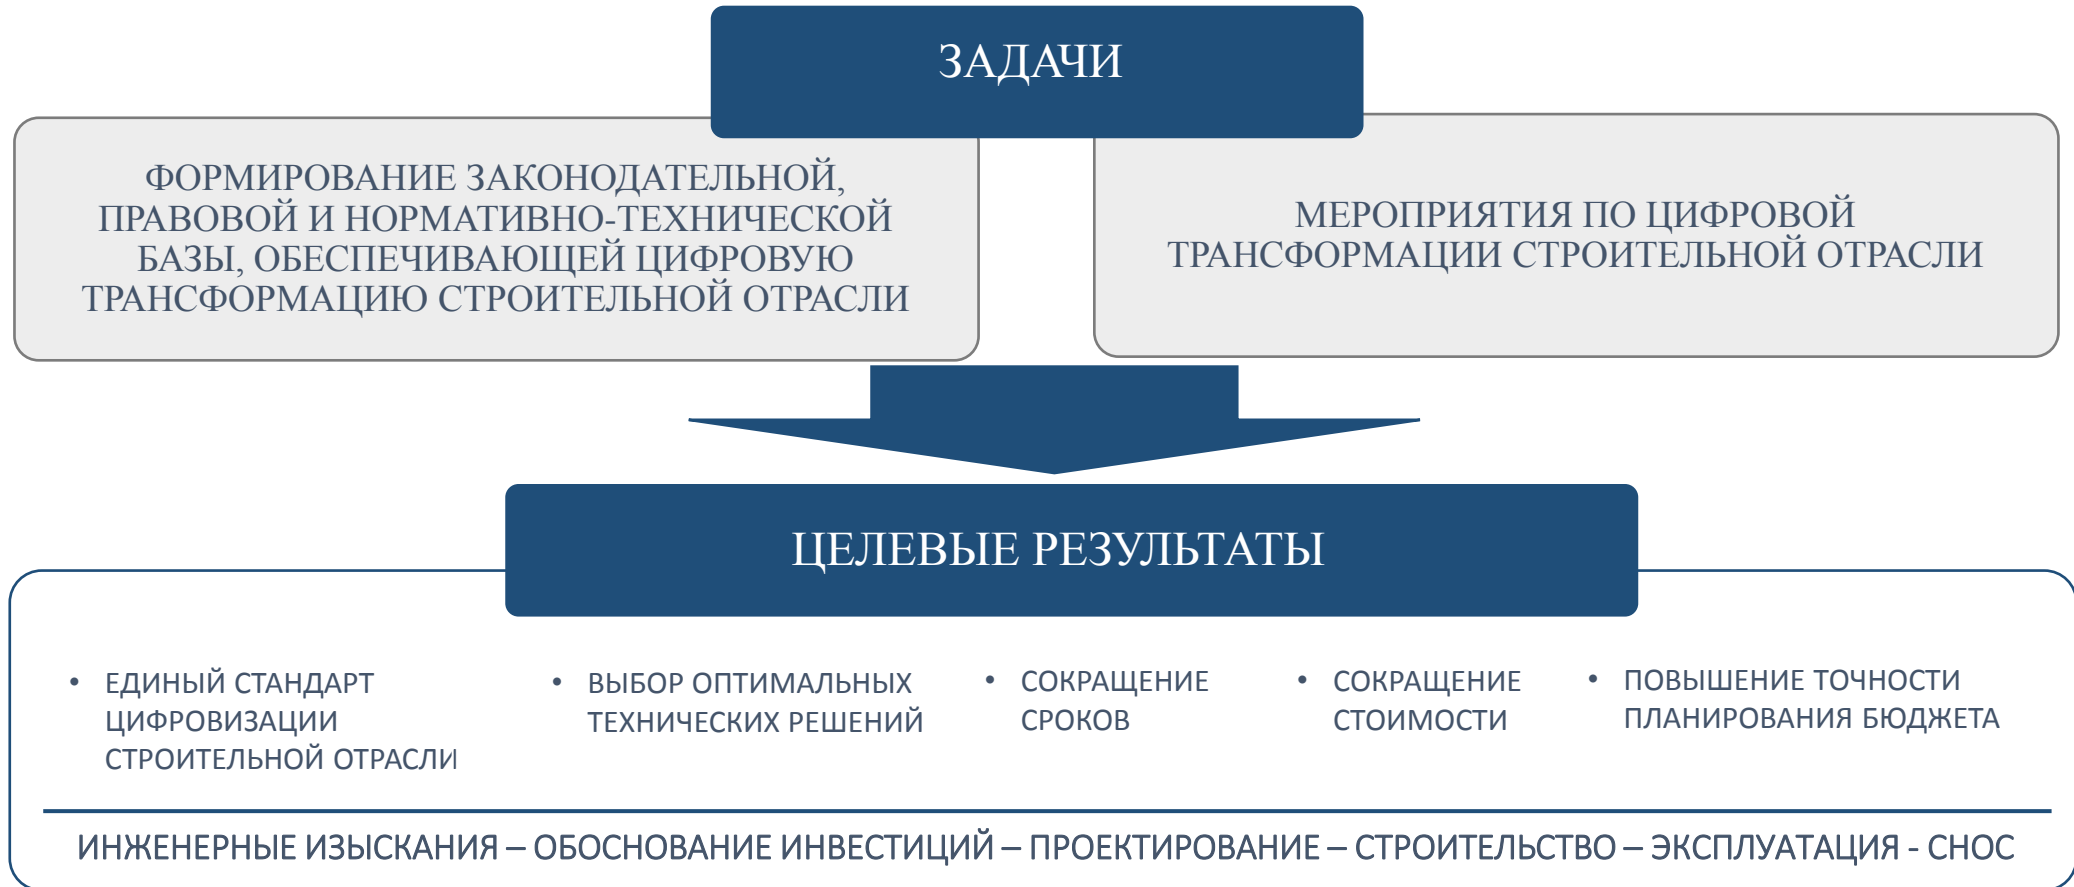 ЗАДАЧИ
ФОРМИРОВАНИЕ ЗАКОНОДАТЕЛЬНОЙ,
ПРАВОВОЙ И НОРМАТИВНО-ТЕХНИЧЕСКОЙ
БАЗЫ, ОБЕСПЕЧИВАЮЩЕЙ ЦИФРОВУЮ
ТРАНСФОРМАЦИЮ СТРОИТЕЛЬНОЙ ОТРАСЛИ
МЕРОПРИЯТИЯ ПО ЦИФРОВОЙ
ТРАНСФОРМАЦИИ СТРОИТЕЛЬНОЙ ОТРАСЛИ
ЦЕЛЕВЫЕ РЕЗУЛЬТАТЫ
• ЕДИНЫЙ СТАНДАРТ
ЦИФРОВИЗАЦИИ
СТРОИТЕЛЬНОЙ ОТРАСЛИ
• ВЫБОР ОПТИМАЛЬНЫХ
ТЕХНИЧЕСКИХ РЕШЕНИЙ
• СОКРАЩЕНИЕ
СРОКОВ
• СОКРАЩЕНИЕ
СТОИМОСТИ
• ПОВЫШЕНИЕ ТОЧНОСТИ
ПЛАНИРОВАНИЯ БЮДЖЕТА
ИНЖЕНЕРНЫЕ ИЗЫСКАНИЯ – ОБОСНОВАНИЕ ИНВЕСТИЦИЙ – ПРОЕКТИРОВАНИЕ – СТРОИТЕЛЬСТВО – ЭКСПЛУАТАЦИЯ - СНОС